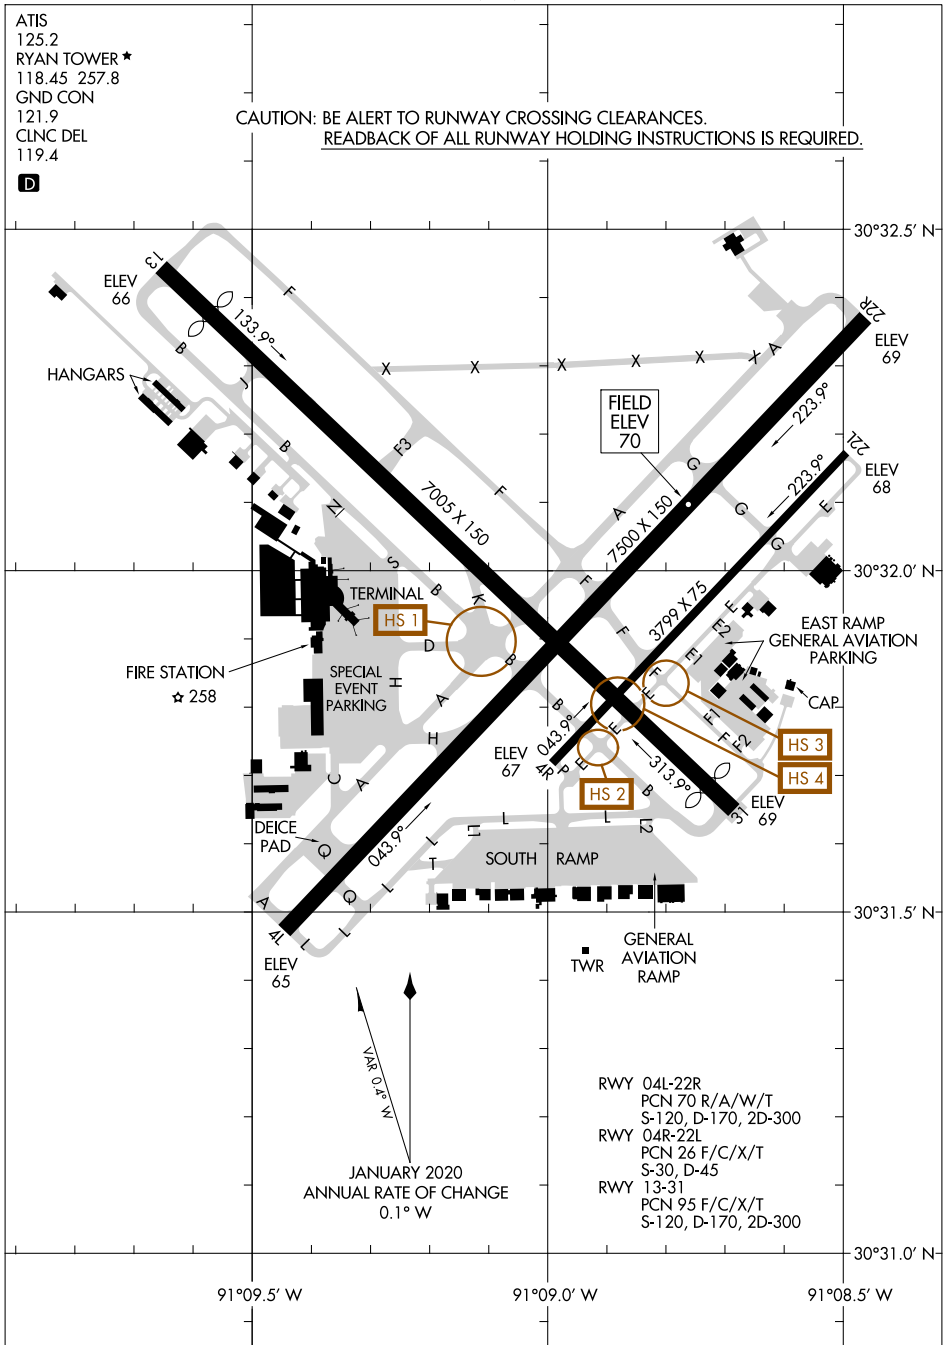 ATIS
125.2
RYAN TOWER ★
118.45 257.8
GND CON
121.9
CLNC DEL
119.4
D
CAUTION: BE ALERT TO RUNWAY CROSSING CLEARANCES.
READBACK OF ALL RUNWAY HOLDING INSTRUCTIONS IS REQUIRED.
30°32.5' N
13
ELEV
66
F
133.9°
B
J
X X X X X X A
22R
ELEV
69
HANGARS
FIELD
ELEV
70
223.9°
22L
ELEV
68
223.9°
B
F3
F
7005 X 150
7500 X 150
A
G
G
G
E
N1
S
B
K
30°32.0' N
F
F
3799 X 75
E
E2
E1
TERMINAL
HS 1
D
B
EAST RAMP
GENERAL AVIATION
PARKING
FIRE STATION
☆ 258
SPECIAL
EVENT
PARKING
H
A
H
B
F
E
E
F1
F
F2
CAP
HS 3
HS 4
HS 2
043.9°
ELEV
67
4R
P
E
313.9°
B
31
ELEV
69
C
A
DEICE
PAD
Q
043.9°
L
L1
L
L
L2
T
SOUTH RAMP
Q
L
L
L
A
4L
ELEV
65
30°31.5' N
TWR
GENERAL
AVIATION
RAMP
VAR 0.4° W
JANUARY 2020
ANNUAL RATE OF CHANGE
0.1° W
RWY 04L-22R
PCN 70 R/A/W/T
S-120, D-170, 2D-300
RWY 04R-22L
PCN 26 F/C/X/T
S-30, D-45
RWY 13-31
PCN 95 F/C/X/T
S-120, D-170, 2D-300
30°31.0' N
91°09.5' W
91°09.0' W
91°08.5' W